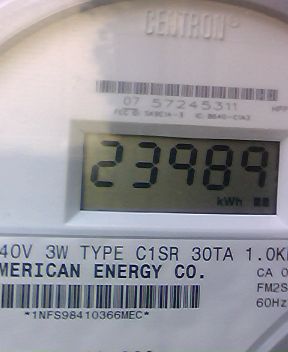 CENTRON®
07 57245311
23989
kWh
40V 3W TYPE C1SR 30TA 1.0K
MERICAN ENERGY CO.
CA 0
FM2S
60Hz
*1NFS98410366MEC*